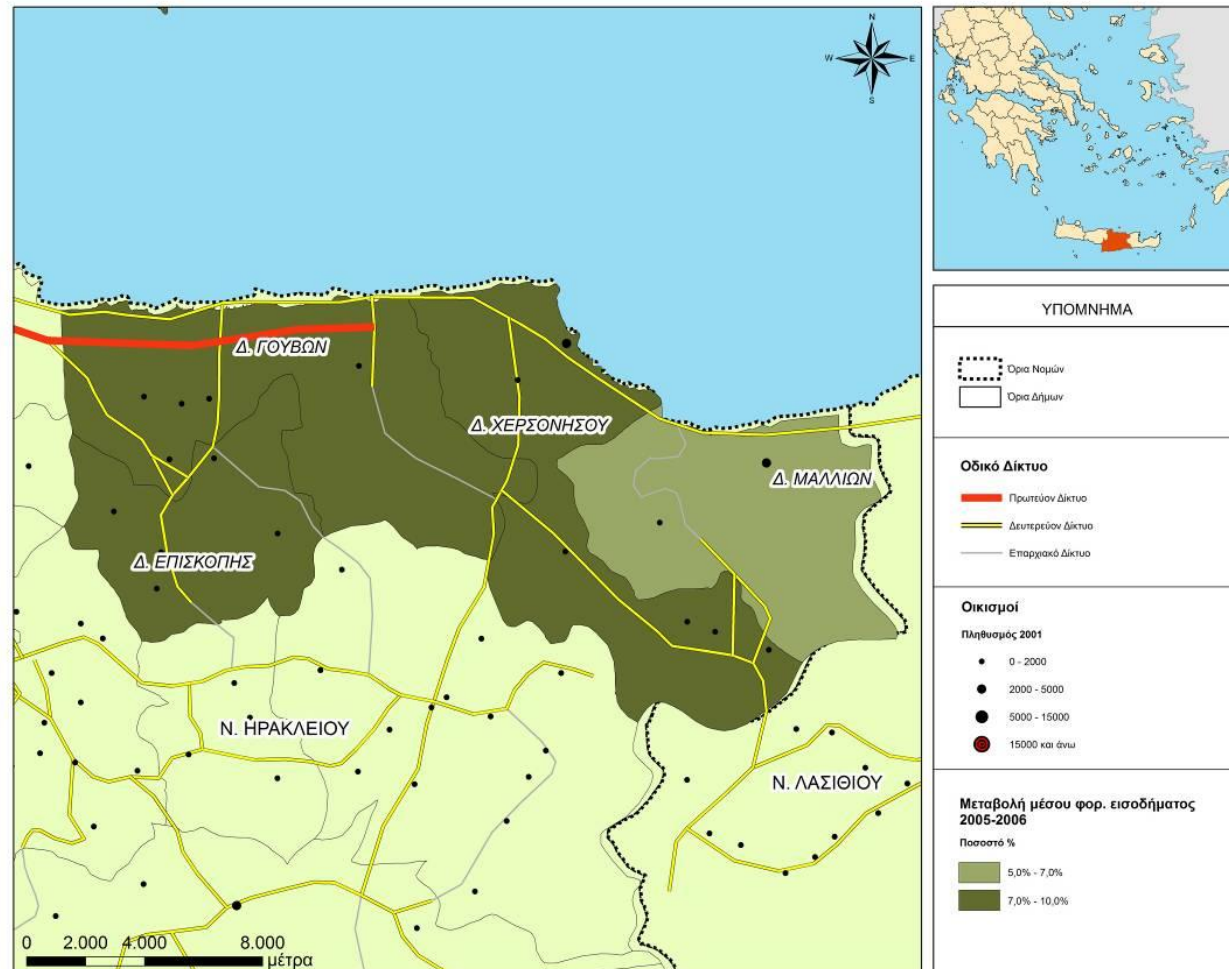 N
W
E
S
Δ. ΓΟΥΒΩΝ
Δ. ΧΕΡΣΟΝΗΣΟΥ
Δ. ΜΑΛΛΙΩΝ
Δ. ΕΠΙΣΚΟΠΗΣ
Ν. ΗΡΑΚΛΕΙΟΥ
Ν. ΛΑΣΙΘΙΟΥ
0 2.000 4.000 8.000
μέτρα
ΥΠΟΜΝΗΜΑ
Όρια Νομών
Όρια Δήμων
Οδικό Δίκτυο
Πρωτεύον Δίκτυο
Δευτερεύον Δίκτυο
Επαρχιακό Δίκτυο
Οικισμοί
Πληθυσμός 2001
0 - 2000
2000 - 5000
5000 - 15000
15000 και άνω
Μεταβολή μέσου φορ. εισοδήματος
2005-2006
Ποσοστό %
5,0% - 7,0%
7,0% - 10,0%